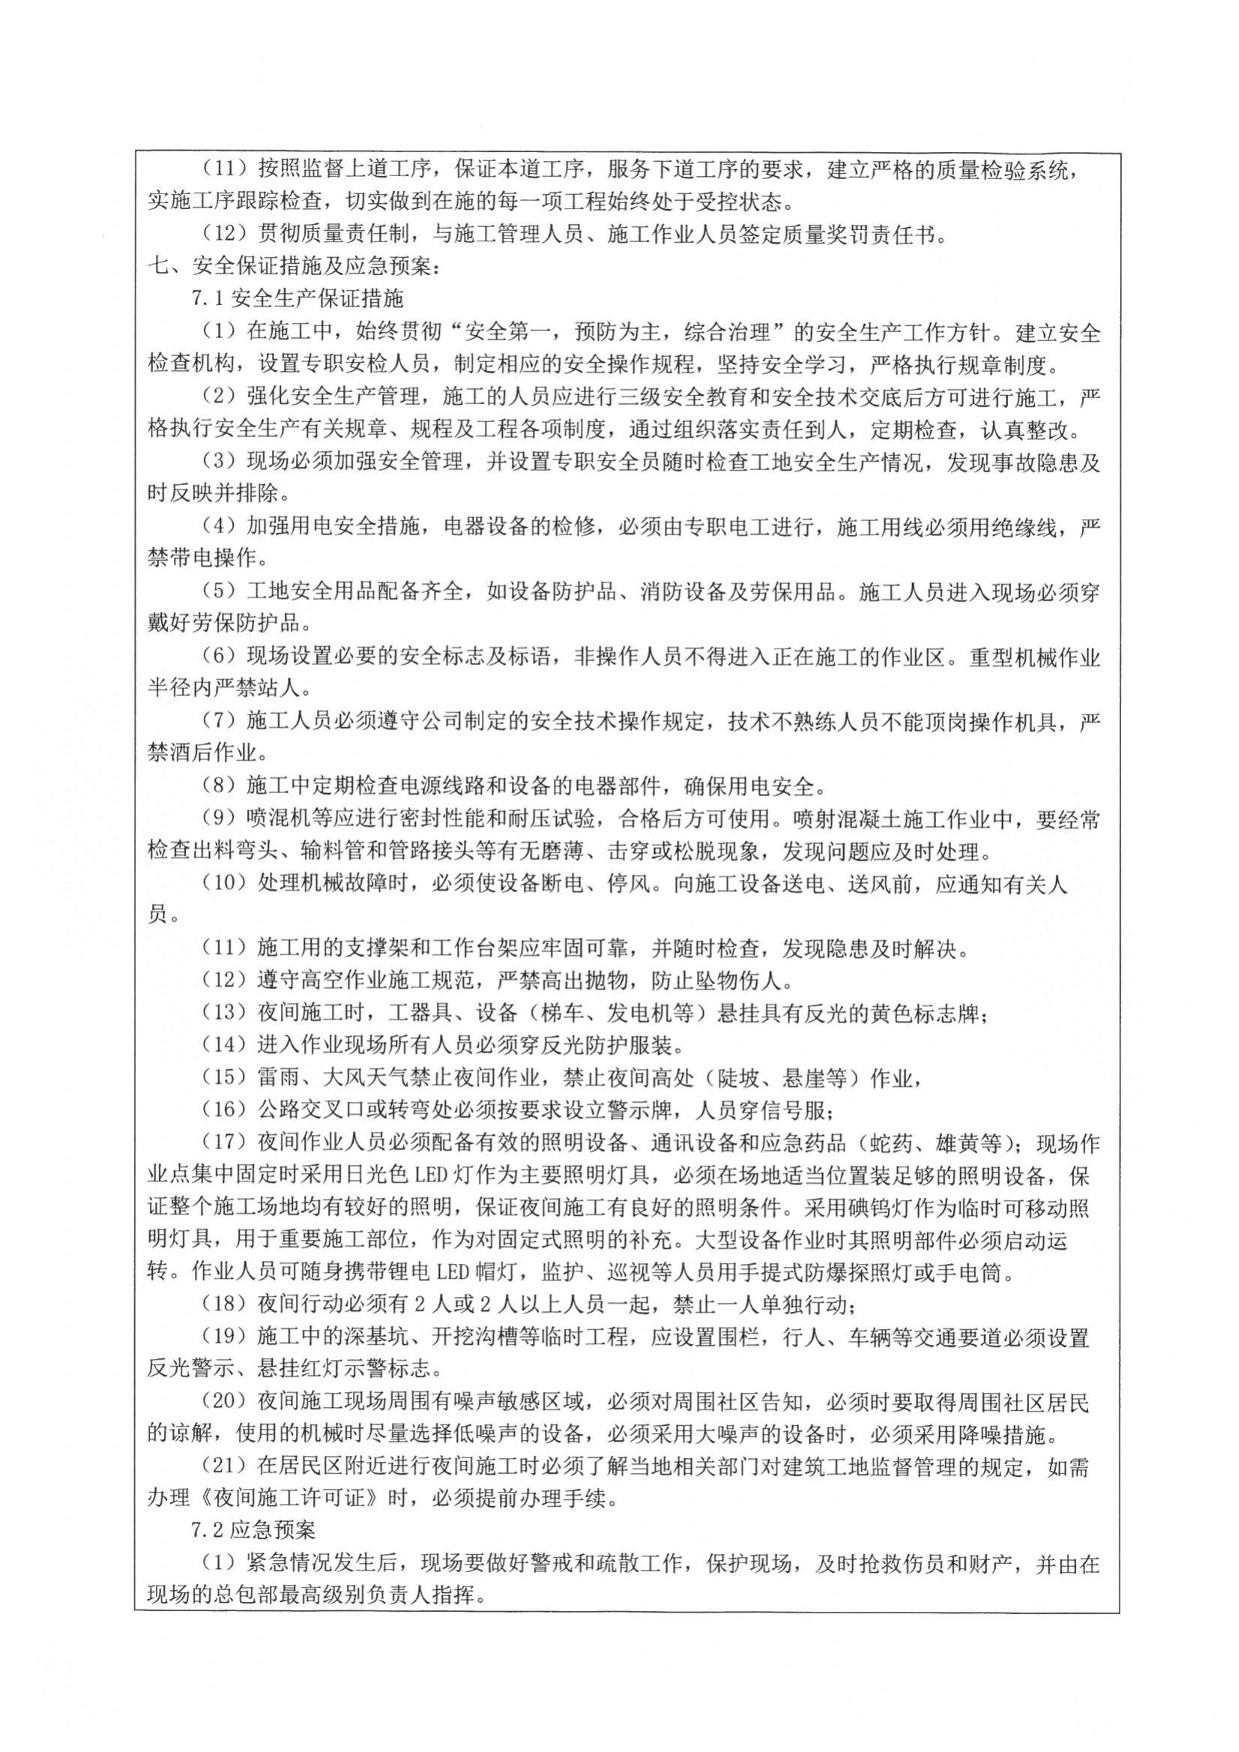 （11）按照监督上道工序，保证本道工序，服务下道工序的要求，建立严格的质量检验系统，
实施工序跟踪检查，切实做到在施的每一项工程始终处于受控状态。
（12）贯彻质量责任制，与施工管理人员、施工作业人员签定质量奖罚责任书。
七、安全保证措施及应急预案：
7.1 安全生产保证措施
（1）在施工中，始终贯彻“安全第一，预防为主，综合治理”的安全生产工作方针。建立安全
检查机构，设置专职安检人员，制定相应的安全操作规程，坚持安全学习，严格执行规章制度。
（2）强化安全生产管理，施工的人员应进行三级安全教育和安全技术交底后方可进行施工，严
格执行安全生产有关规章、规程及工程各项制度，通过组织落实责任到人，定期检查，认真整改。
（3）现场必须加强安全管理，并设置专职安全员随时检查工地安全生产情况，发现事故隐患及
时反映并排除。
（4）加强用电安全措施，电器设备的检修，必须由专职电工进行，施工用线必须用绝缘线，严
禁带电操作。
（5）工地安全用品配备齐全，如设备防护品、消防设备及劳保用品。施工人员进入现场必须穿
戴好劳保防护品。
（6）现场设置必要的安全标志及标语，非操作人员不得进入正在施工的作业区。重型机械作业
半径内严禁站人。
（7）施工人员必须遵守公司制定的安全技术操作规定，技术不熟练人员不能顶岗操作机具，严
禁酒后作业。
（8）施工中定期检查电源线路和设备的电器部件，确保用电安全。
（9）喷混机等应进行密封性能和耐压试验，合格后方可使用。喷射混凝土施工作业中，要经常
检查出料弯头、输料管和管路接头等有无磨薄、击穿或松脱现象，发现问题应及时处理。
（10）处理机械故障时，必须使设备断电、停风。向施工设备送电、送风前，应通知有关人
员。
（11）施工用的支撑架和工作台架应牢固可靠，并随时检查，发现隐患及时解决。
（12）遵守高空作业施工规范，严禁高出抛物，防止坠物伤人。
（13）夜间施工时，工器具、设备（梯车、发电机等）悬挂具有反光的黄色标志牌；
（14）进入作业现场所有人员必须穿反光防护服装。
（15）雷雨、大风天气禁止夜间作业，禁止夜间高处（陡坡、悬崖等）作业，
（16）公路交叉口或转弯处必须按要求设立警示牌，人员穿信号服；
（17）夜间作业人员必须配备有效的照明设备、通讯设备和应急药品（蛇药、雄黄等）；现场作
业点集中固定时采用日光色 LED 灯作为主要照明灯具，必须在场地适当位置装足够的照明设备，保
证整个施工场地均有较好的照明，保证夜间施工有良好的照明条件。采用碘钨灯作为临时可移动照
明灯具，用于重要施工部位，作为对固定式照明的补充。大型设备作业时其照明部件必须启动运
转。作业人员可随身携带锂电 LED 帽灯，监护、巡视等人员用手提式防爆探照灯或手电筒。
（18）夜间行动必须有 2 人或 2 人以上人员一起，禁止一人单独行动；
（19）施工中的深基坑、开挖沟槽等临时工程，应设置围栏，行人、车辆等交通要道必须设置
反光警示、悬挂红灯示警标志。
（20）夜间施工现场周围有噪声敏感区域，必须对周围社区告知，必须时要取得周围社区居民
的谅解，使用的机械时尽量选择低噪声的设备，必须采用大噪声的设备时，必须采用降噪措施。
（21）在居民区附近进行夜间施工时必须了解当地相关部门对建筑工地监督管理的规定，如需
办理《夜间施工许可证》时，必须提前办理手续。
7.2 应急预案
（1）紧急情况发生后，现场要做好警戒和疏散工作，保护现场，及时抢救伤员和财产，并由在
现场的总包部最高级别负责人指挥。